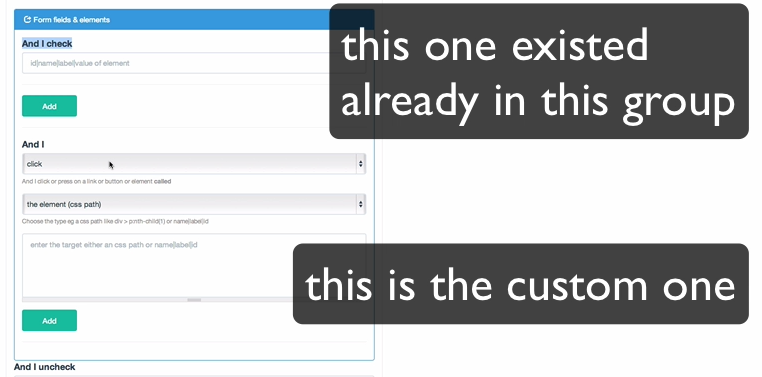 Form fields & elements
And I check
id|name|label|value of element
Add
And I
click
And I click or press on a link or button or element called
the element (css path)
Choose the type eg a css path like div > p:nth-child(1) or name|label|id
enter the target either an css path or name|label|id
Add
And I uncheck
this one existed
already in this group
this is the custom one